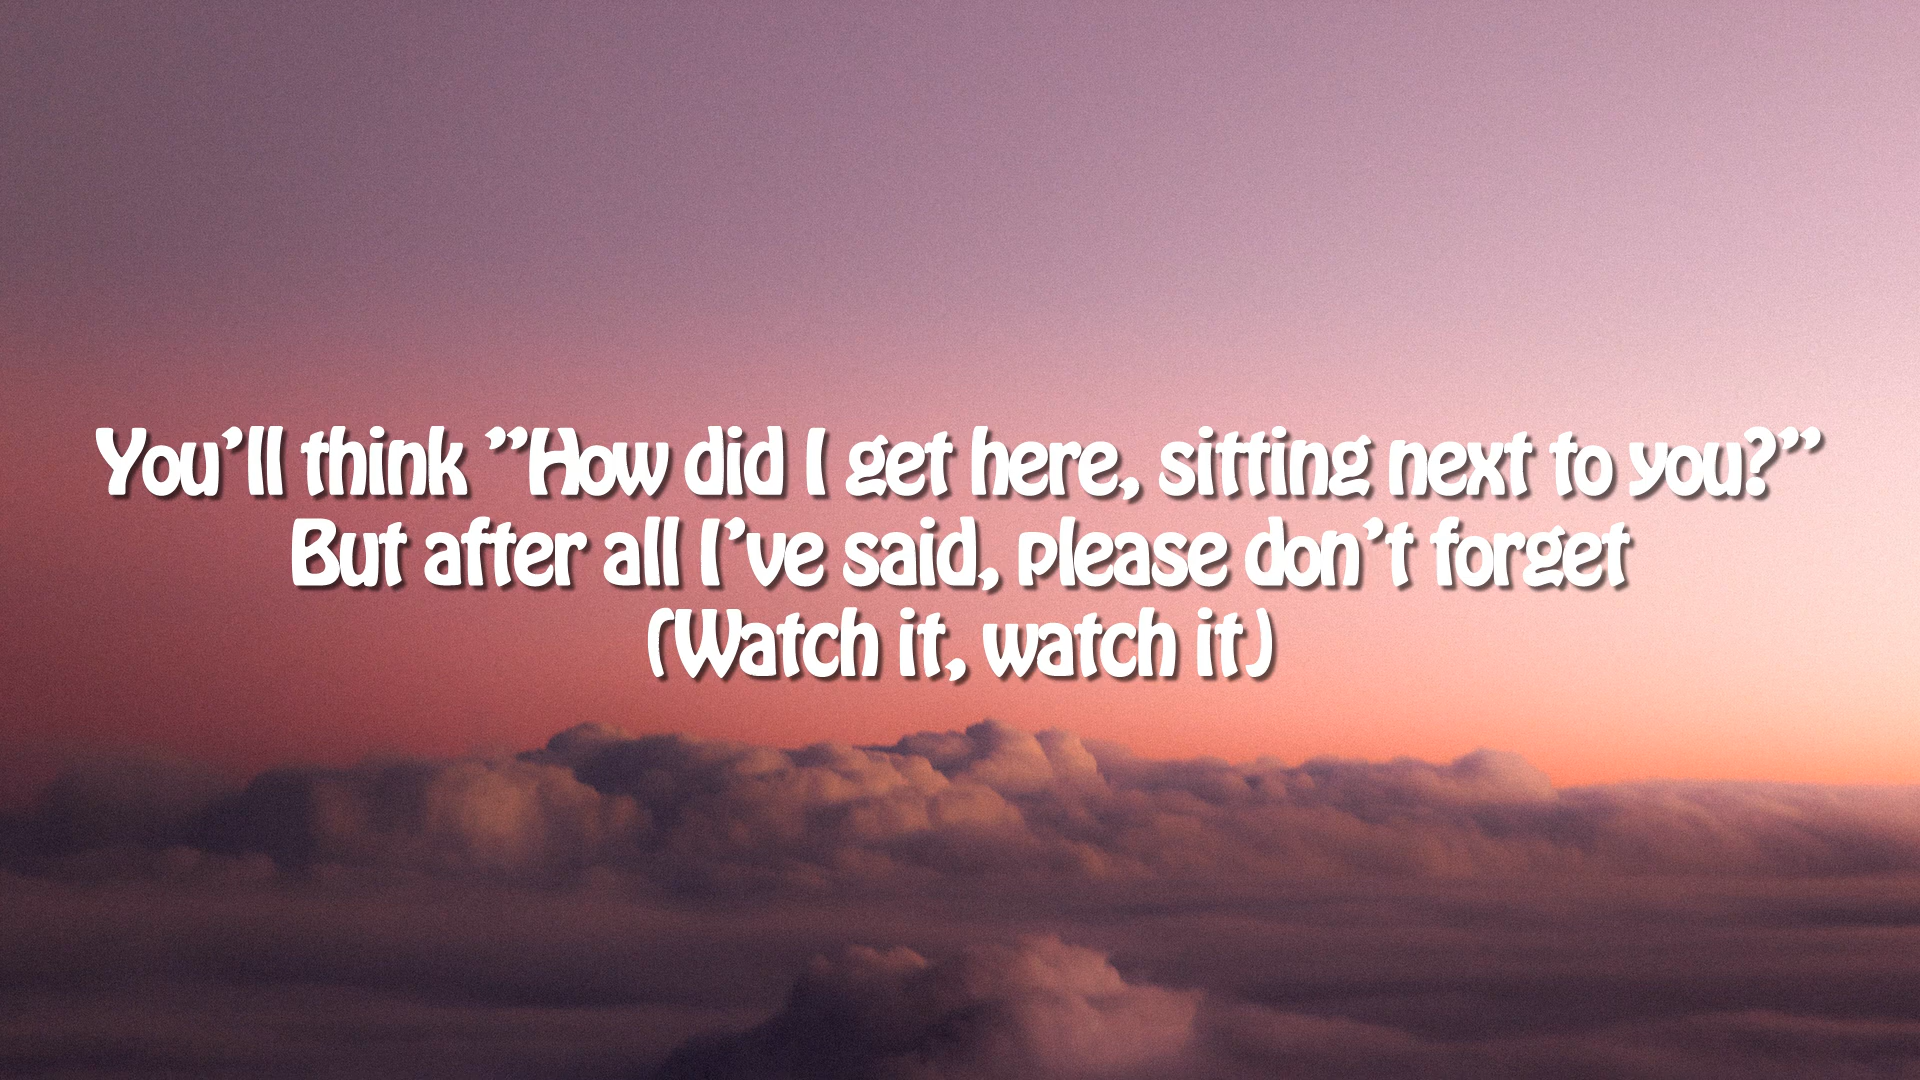 You'll think "How did I get here, sitting next to you?"
But after all I've said, please don't forget
(Watch it, watch it)